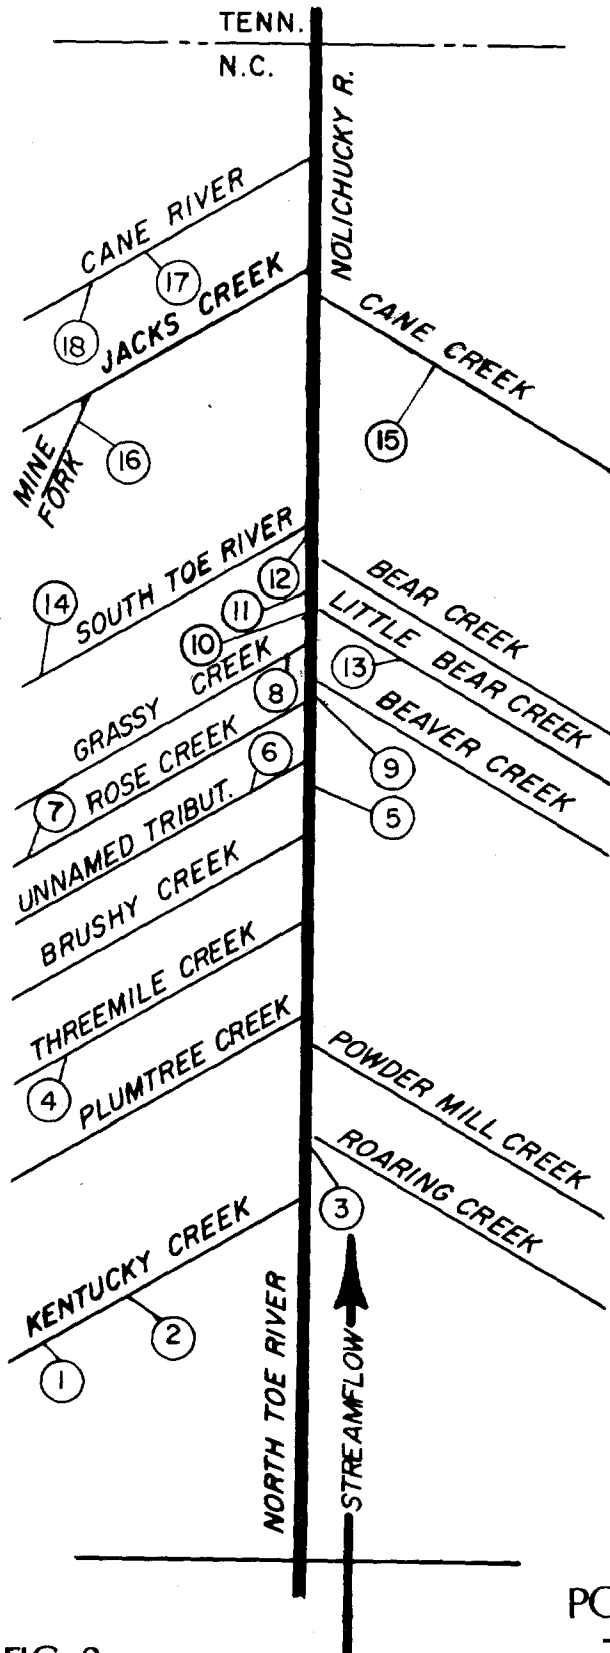 TENN.
N.C.
NOLICHUCKY R.
CANE RIVER
17
18
JACKS CREEK
CANE CREEK
15
MINE FORK
16
SOUTH TOE RIVER
14
12
11
10
BEAR CREEK
LITTLE BEAR CREEK
13
GRASSY CREEK
8
BEAVER CREEK
9
ROSE CREEK
7
6
5
UNNAMED TRIBUT.
BRUSHY CREEK
THREEMILE CREEK
4
PLUMTREE CREEK
POWDER MILL CREEK
ROARING CREEK
3
KENTUCKY CREEK
2
1
NORTH TOE RIVER
STREAMFLOW
PO